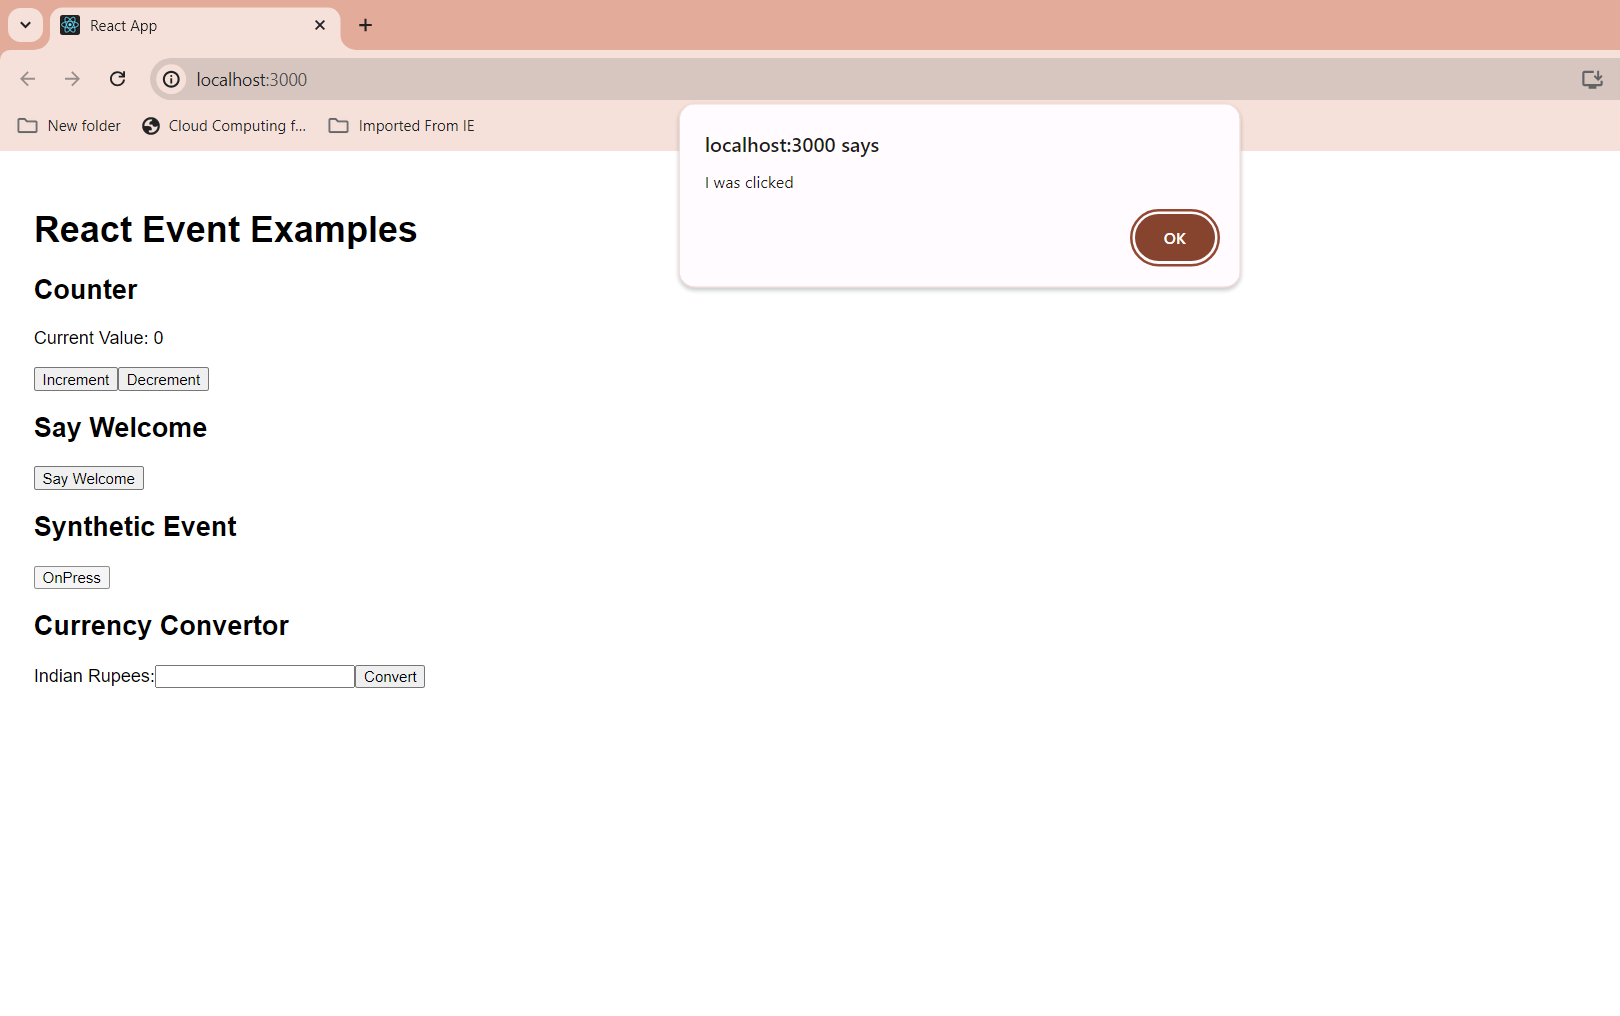 React App
localhost:3000
New folder Cloud Computing f... Imported From IE
localhost:3000 says
I was clicked
OK
React Event Examples
Counter
Current Value: 0
Increment Decrement
Say Welcome
Say Welcome
Synthetic Event
OnPress
Currency Convertor
Indian Rupees: Convert